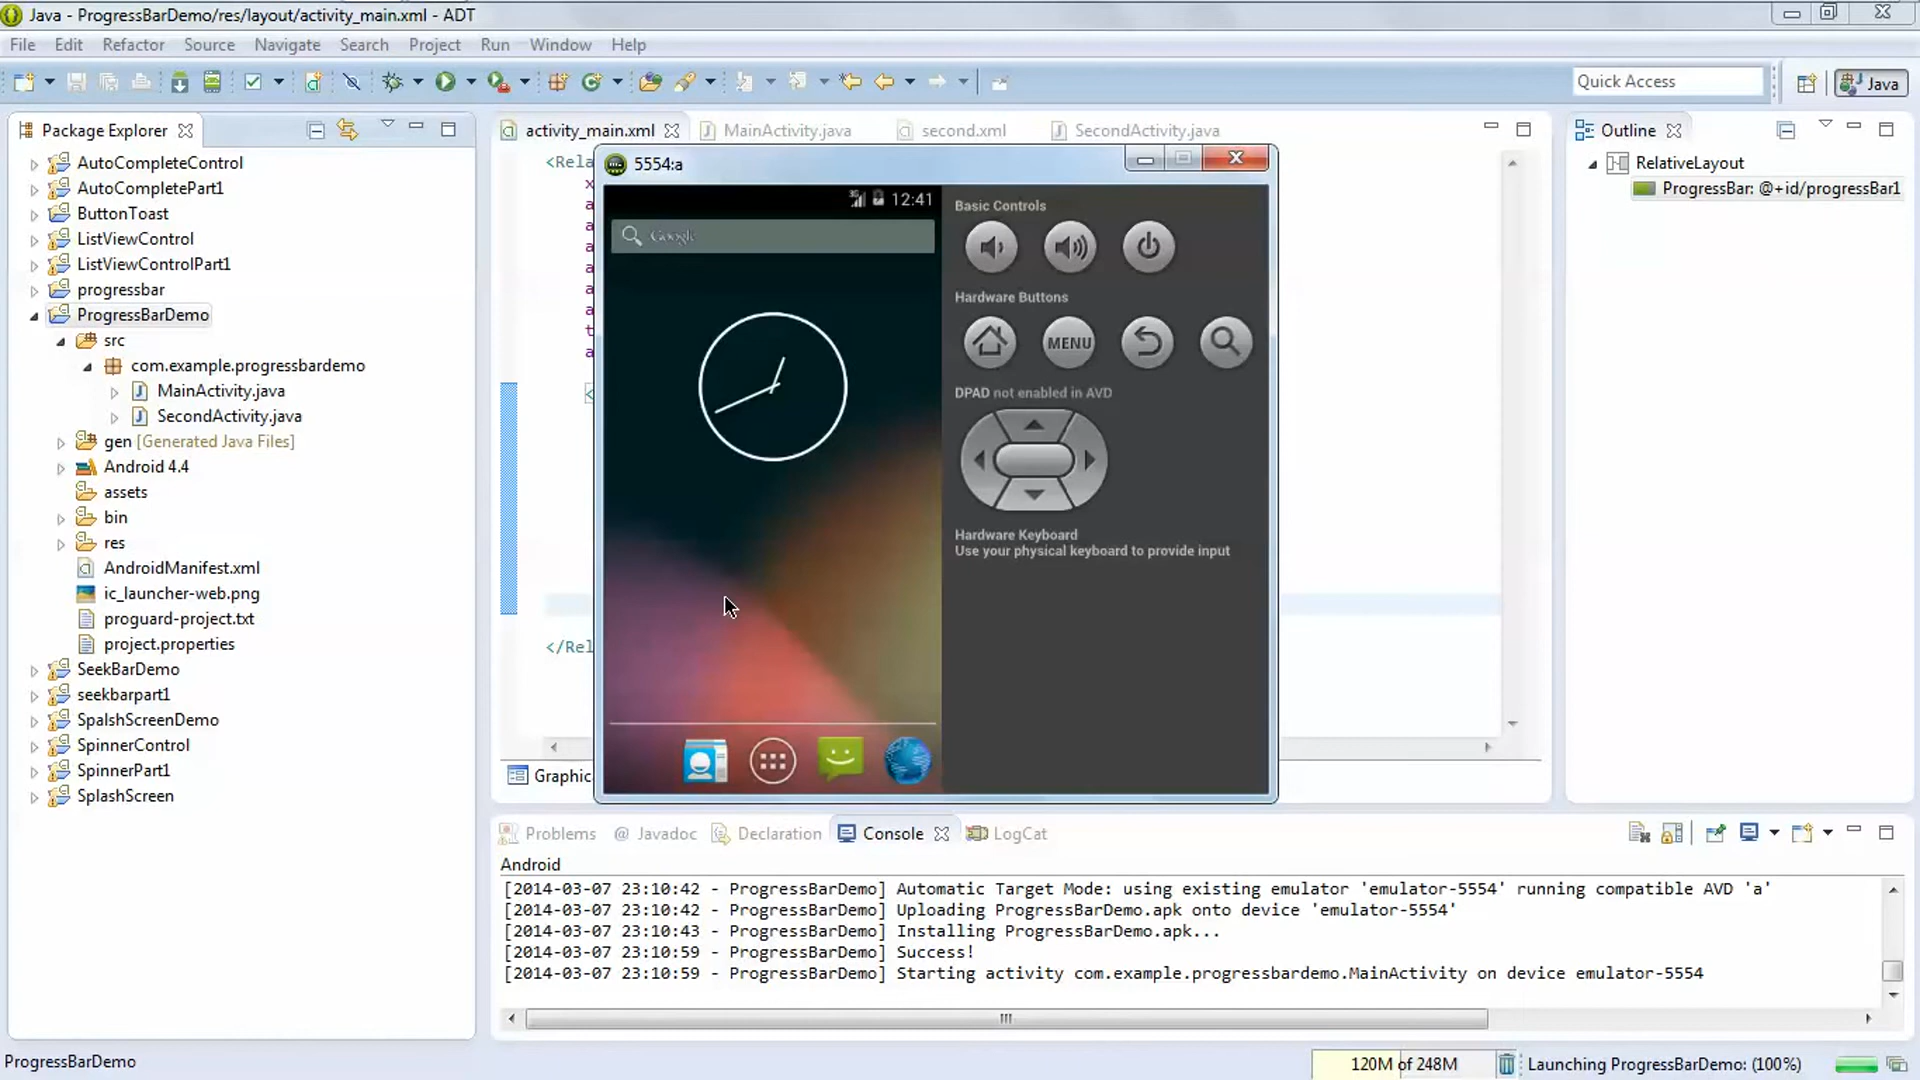 Java - ProgressBarDemo/res/layout/activity_main.xml - ADT
File Edit Refactor Source Navigate Search Project Run Window Help
Quick Access
Java
Package Explorer
AutoCompleteControl
AutoCompletePart1
ButtonToast
ListViewControl
ListViewControlPart1
progressbar
ProgressBarDemo
src
com.example.progressbardemo
MainActivity.java
SecondActivity.java
gen [Generated Java Files]
Android 4.4
assets
bin
res
AndroidManifest.xml
ic_launcher-web.png
proguard-project.txt
project.properties
SeekBarDemo
seekbarpart1
SpalshScreenDemo
SpinnerControl
SpinnerPart1
SplashScreen
activity_main.xml MainActivity.java second.xml SecondActivity.java
<Rela
x
a
a
a
a
a
a
t
a
<
</Rel
Graphic
5554:a
3G 12:41
Google
Basic Controls
Hardware Buttons
MENU
DPAD not enabled in AVD
Hardware Keyboard
Use your physical keyboard to provide input
Outline
RelativeLayout
ProgressBar: @+id/progressBar1
Problems @ Javadoc Declaration Console LogCat
Android
[2014-03-07 23:10:42 - ProgressBarDemo] Automatic Target Mode: using existing emulator 'emulator-5554' running compatible AVD 'a'
[2014-03-07 23:10:42 - ProgressBarDemo] Uploading ProgressBarDemo.apk onto device 'emulator-5554'
[2014-03-07 23:10:43 - ProgressBarDemo] Installing ProgressBarDemo.apk...
[2014-03-07 23:10:59 - ProgressBarDemo] Success!
[2014-03-07 23:10:59 - ProgressBarDemo] Starting activity com.example.progressbardemo.MainActivity on device emulator-5554
ProgressBarDemo
120M of 248M
Launching ProgressBarDemo: (100%)